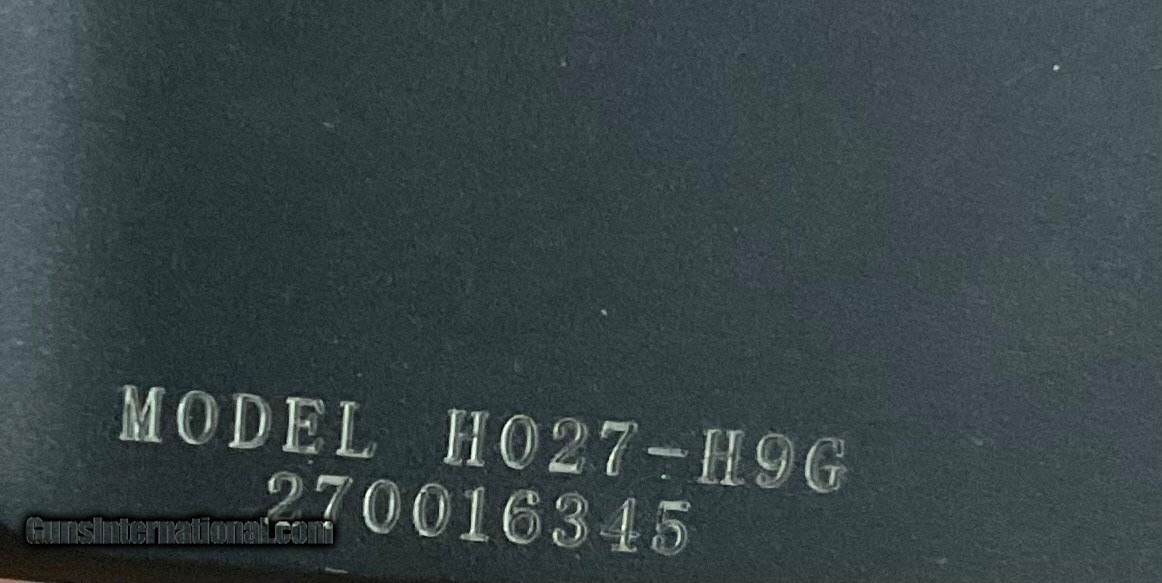 MODEL H027-H9G
270016345
GunsInternational.com